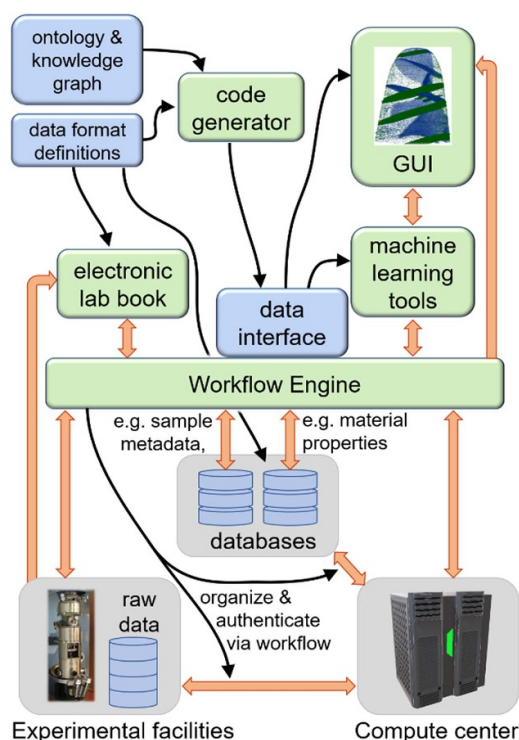 ontology &
knowledge
graph
data format
definitions
code
generator
GUI
electronic
lab book
machine
learning
tools
data
interface
Workflow Engine
e.g. sample
metadata,
e.g. material
properties
databases
raw
data
organize &
authenticate
via workflow
Experimental facilities
Compute center